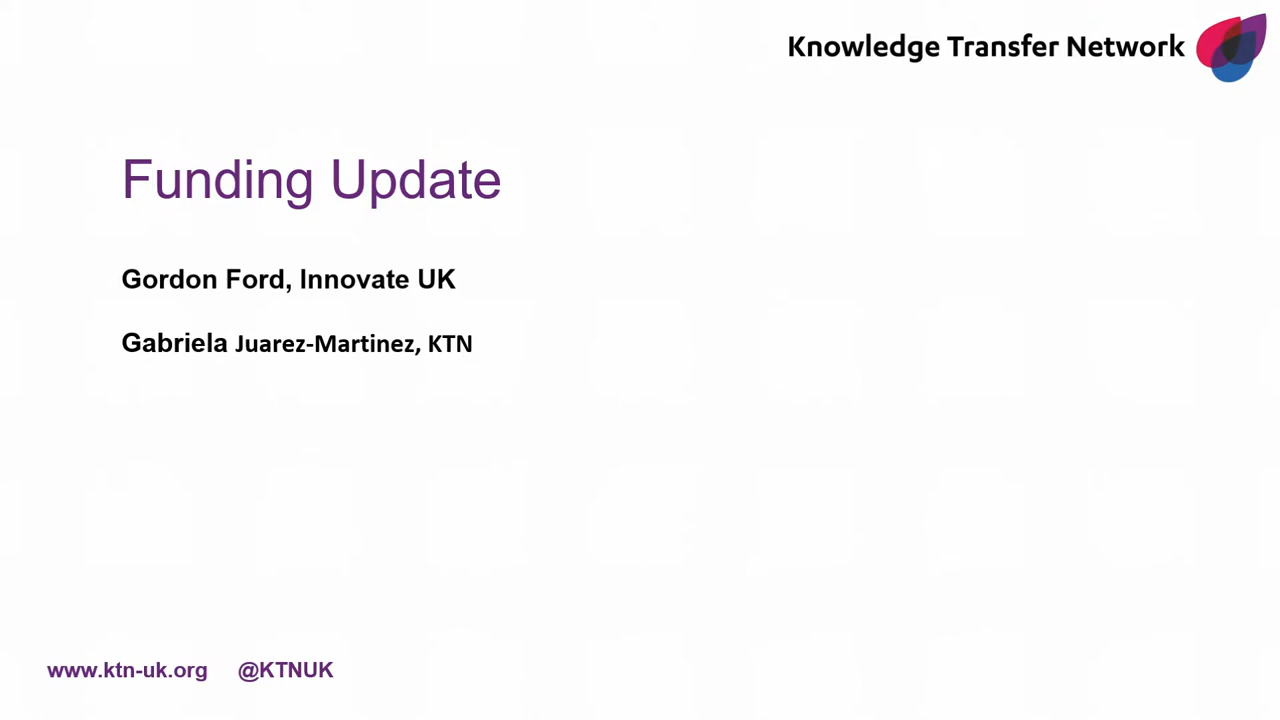 Knowledge Transfer Network
Funding Update
Gordon Ford, Innovate UK
Gabriela Juarez-Martinez, KTN
www.ktn-uk.org @KTNUK